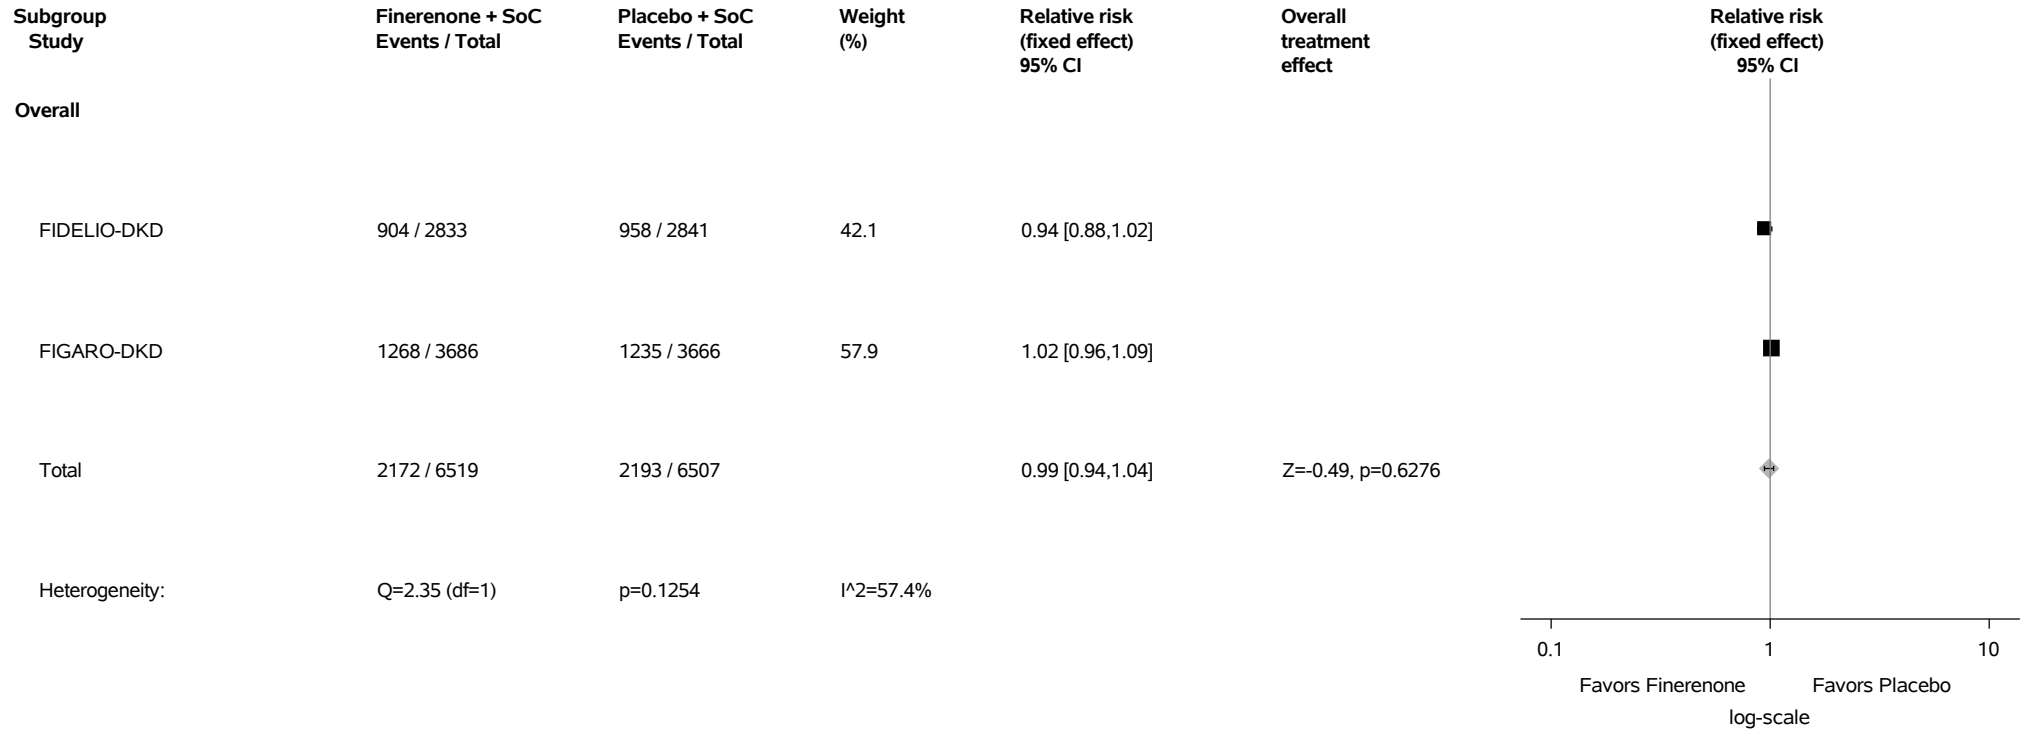 Subgroup Finerenone + SoC Placebo + SoC Weight Relative risk Overall Relative risk
Study Events / Total Events / Total (%) (fixed effect) treatment (fixed effect)
95% CI effect 95% CI
Overall
FIDELIO-DKD 904 / 2833 958 / 2841 42.1 0.94 [0.88,1.02]
FIGARO-DKD 1268 / 3686 1235 / 3666 57.9 1.02 [0.96,1.09]
Total 2172 / 6519 2193 / 6507 0.99 [0.94,1.04] Z=-0.49, p=0.6276
Heterogeneity: Q=2.35 (df=1) p=0.1254 I^2=57.4%
0.1 1 10
Favors Finerenone Favors Placebo
log-scale